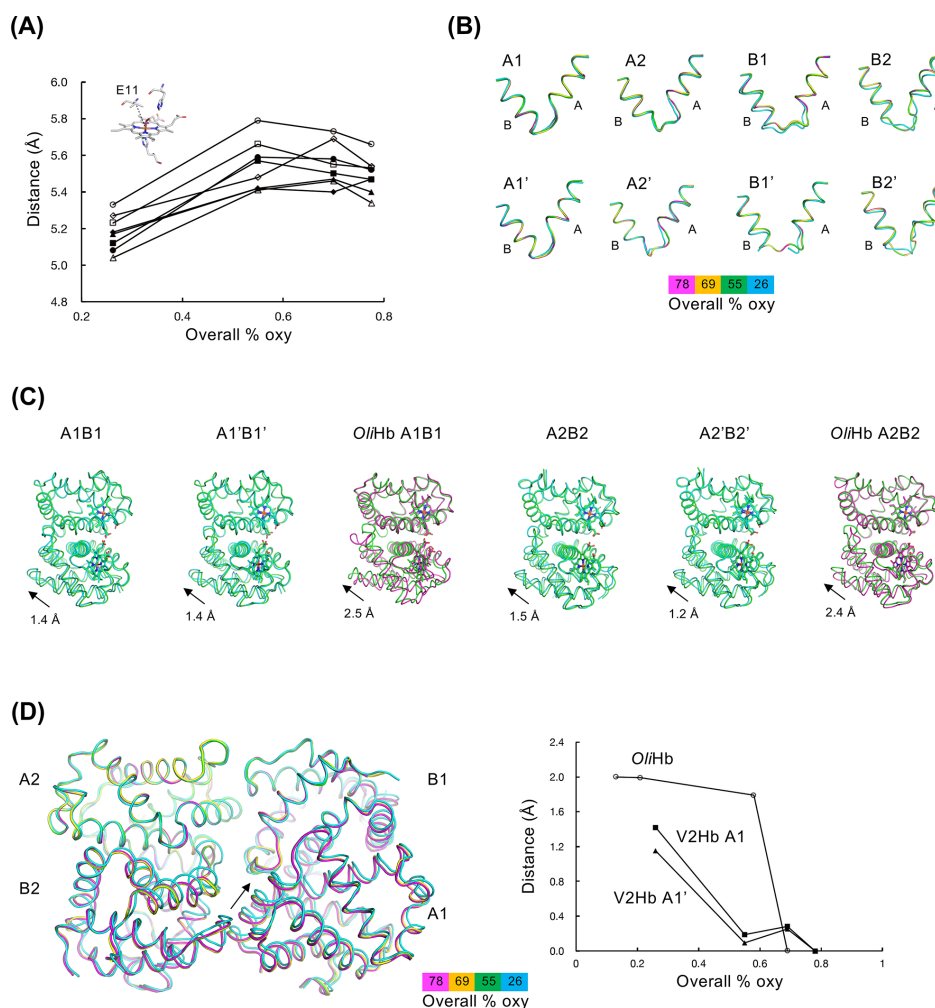 (A)
6.0
5.8
5.6
5.4
5.2
5.0
4.8
Distance (Å)
E11
0.2 0.4 0.6 0.8
Overall % oxy
(B)
A1 A2 B1 B2
B A B A B A B A
A1’ A2’ B1’ B2’
B A B A B A B A
78 69 55 26
Overall % oxy
(C)
A1B1 A1’B1’ OliHb A1B1 A2B2 A2’B2’ OliHb A2B2
1.4 Å 1.4 Å 2.5 Å 1.5 Å 1.2 Å 2.4 Å
(D)
A2 B1
B2 A1
78 69 55 26
Overall % oxy
2.4
2.0
1.6
1.2
0.8
0.4
0.0
Distance (Å)
OliHb
V2Hb A1
V2Hb A1’
0 0.2 0.4 0.6 0.8 1
Overall % oxy